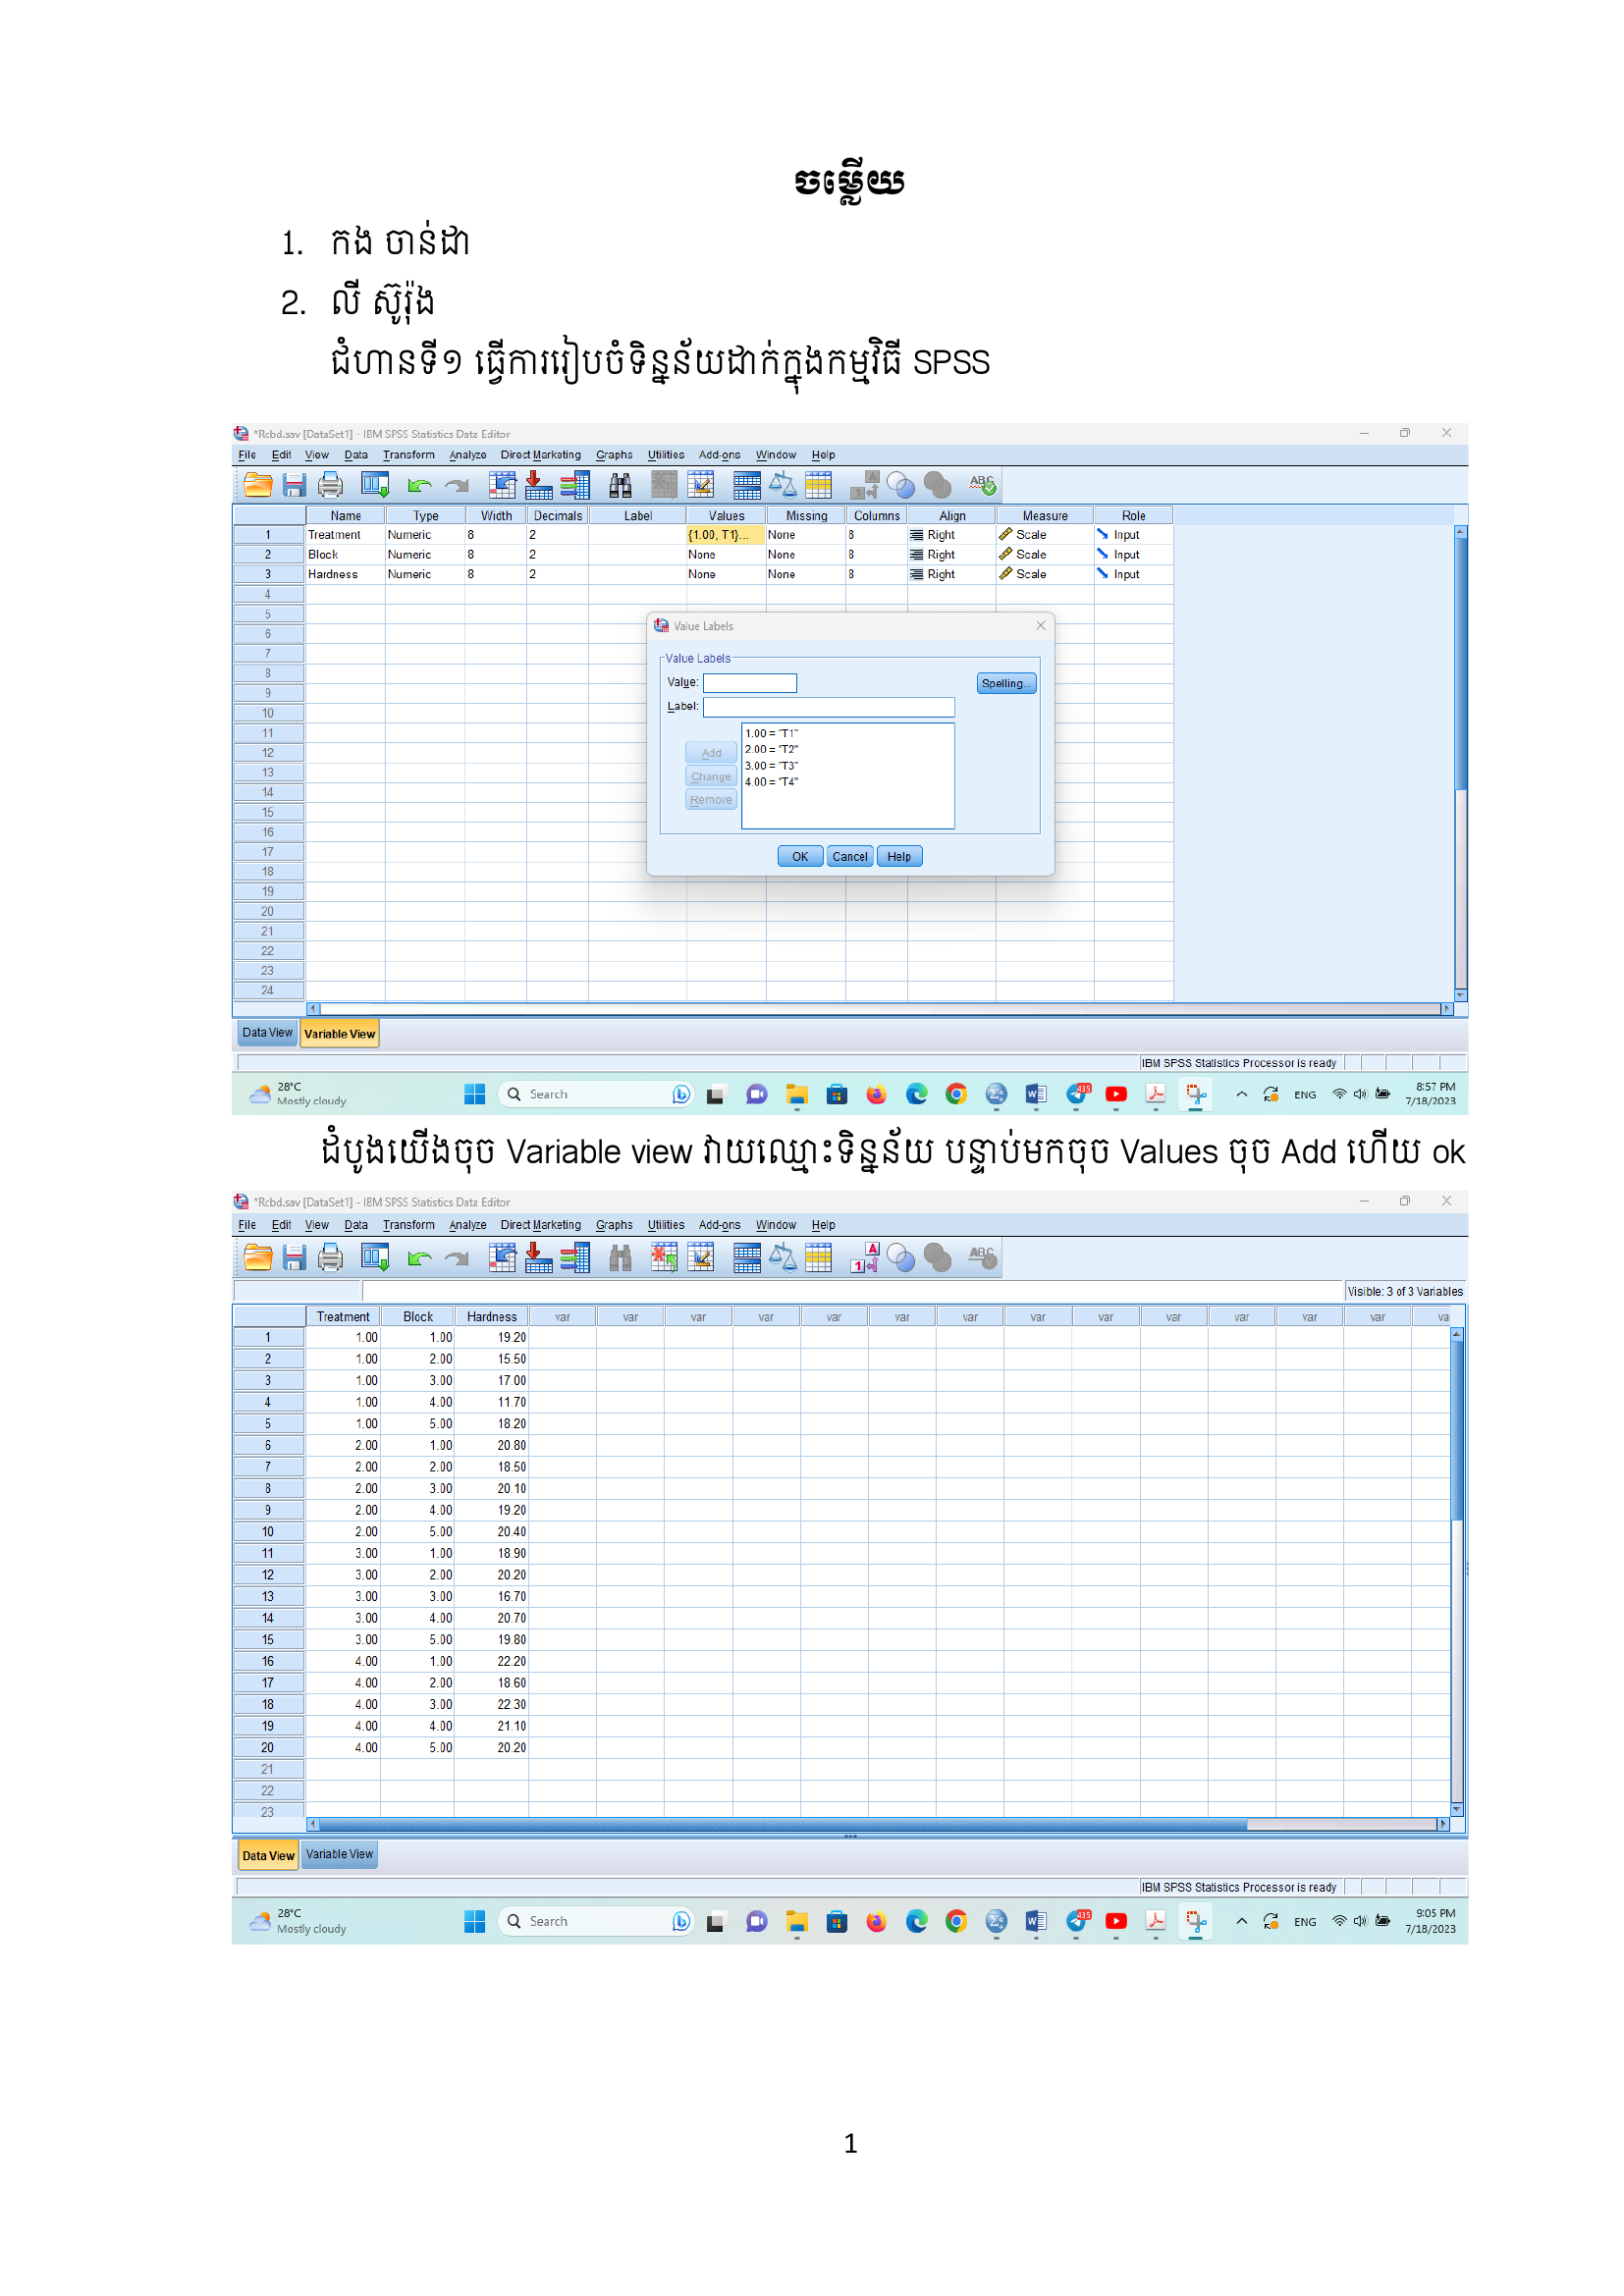 ចម្លើយ
1. កង ចាន់ដា
2. លី ស៊ូរ៉ុង
ជំហានទី១ ធ្វើការរៀបចំទិន្នន័យដាក់ក្នុងកម្មវិធី SPSS
*Rcbd.sav [DataSet1] - IBM SPSS Statistics Data Editor
File Edit View Data Transform Analyze Direct Marketing Graphs Utilities Add-ons Window Help
Name Type Width Decimals Label Values Missing Columns Align Measure Role
1 Treatment Numeric 8 2 {1.00, T1}... None 8 Right Scale Input
2 Block Numeric 8 2 None None 8 Right Scale Input
3 Hardness Numeric 8 2 None None 8 Right Scale Input
4
5
6
7
8
9
10
11
12
13
14
15
16
17
18
19
20
21
22
23
24
Value Labels
Value Labels
Value:
Spelling...
Label:
1.00 = "T1"
2.00 = "T2"
3.00 = "T3"
4.00 = "T4"
Add
Change
Remove
OK Cancel Help
Data View Variable View
IBM SPSS Statistics Processor is ready
28°C
Mostly cloudy
Search
435
ENG
8:57 PM
7/18/2023
ដំបូងយើងចុច Variable view វាយឈ្មោះទិន្នន័យ បន្ទាប់មកចុច Values ចុច Add ហើយ ok
*Rcbd.sav [DataSet1] - IBM SPSS Statistics Data Editor
File Edit View Data Transform Analyze Direct Marketing Graphs Utilities Add-ons Window Help
Visible: 3 of 3 Variables
Treatment Block Hardness var var var var var var var var var var var var var va
1 1.00 1.00 19.20
2 1.00 2.00 15.50
3 1.00 3.00 17.00
4 1.00 4.00 11.70
5 1.00 5.00 18.20
6 2.00 1.00 20.80
7 2.00 2.00 18.50
8 2.00 3.00 20.10
9 2.00 4.00 19.20
10 2.00 5.00 20.40
11 3.00 1.00 18.90
12 3.00 2.00 20.20
13 3.00 3.00 16.70
14 3.00 4.00 20.70
15 3.00 5.00 19.80
16 4.00 1.00 22.20
17 4.00 2.00 18.60
18 4.00 3.00 22.30
19 4.00 4.00 21.10
20 4.00 5.00 20.20
21
22
23
Data View Variable View
IBM SPSS Statistics Processor is ready
28°C
Mostly cloudy
Search
435
ENG
9:05 PM
7/18/2023
1